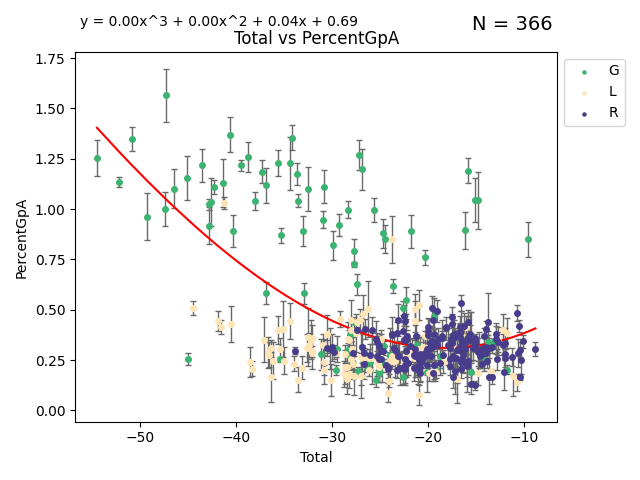 y = 0.00x^3 + 0.00x^2 + 0.04x + 0.69
N = 366
Total vs PercentGpA
PercentGpA
1.75
1.50
1.25
1.00
0.75
0.50
0.25
0.00
−50
−40
−30
−20
−10
Total
G
L
R